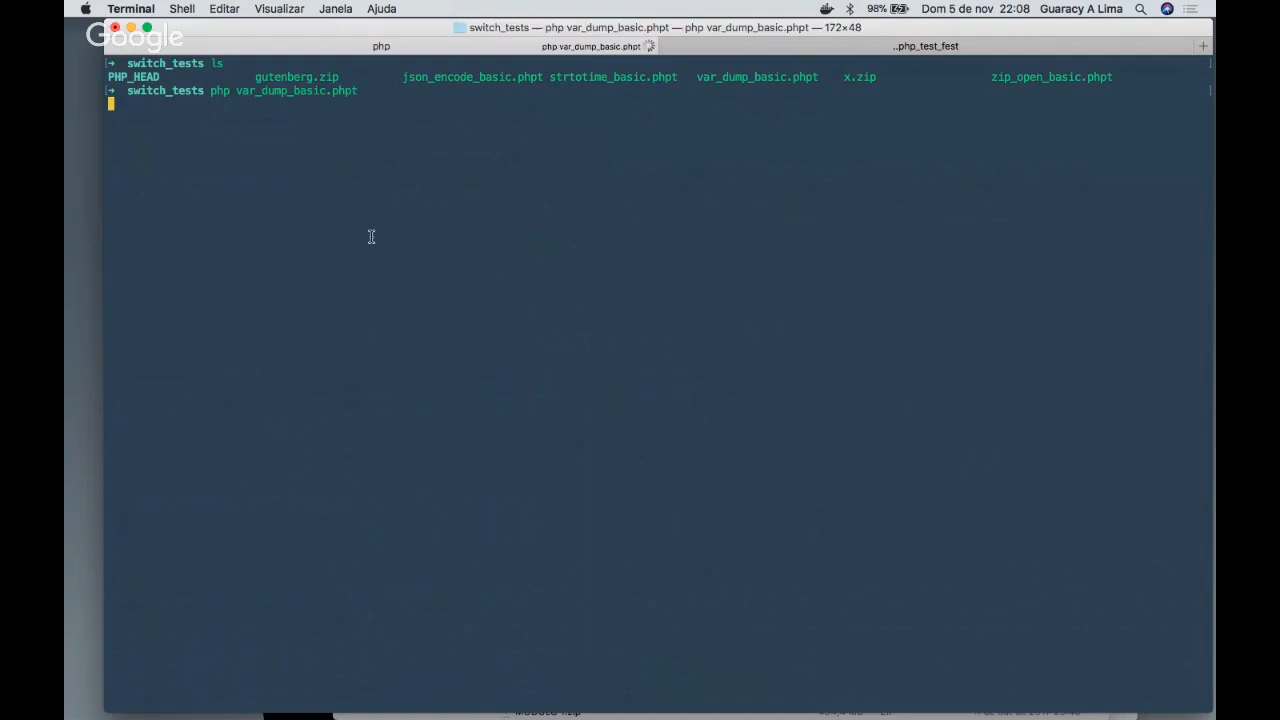 Terminal Shell Editar Visualizar Janela Ajuda 98% Dom 5 de nov 22:08 Guaracy A Lima
Google
switch_tests — php var_dump_basic.phpt — php var_dump_basic.phpt — 172×48
php php var_dump_basic.phpt ..php_test_fest +
[➜ switch_tests ls ]
PHP_HEAD gutenberg.zip json_encode_basic.phpt strtotime_basic.phpt var_dump_basic.phpt x.zip zip_open_basic.phpt
[➜ switch_tests php var_dump_basic.phpt ]